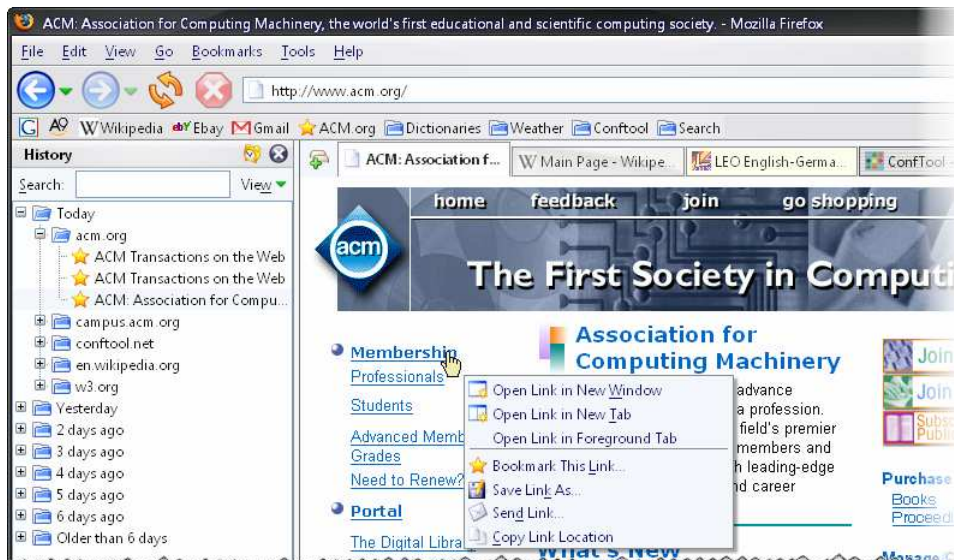 ACM: Association for Computing Machinery, the world's first educational and scientific computing society. - Mozilla Firefox
File Edit View Go Bookmarks Tools Help
http://www.acm.org/
G A9 W Wikipedia ebY Ebay M Gmail ACM.org Dictionaries Weather Conftool Search
History
Search: View
Today
acm.org
ACM Transactions on the Web
ACM Transactions on the Web
ACM: Association for Compu...
campus.acm.org
conftool.net
en.wikipedia.org
w3.org
Yesterday
2 days ago
3 days ago
4 days ago
5 days ago
6 days ago
Older than 6 days
ACM: Association f... W Main Page - Wikipe... LEO English-Germa... ConfTool -
home feedback join go shopping
acm
The First Society in Computi
Membership
Professionals
Students
Advanced Memb
Grades
Need to Renew?
Portal
The Digital Libra
Open Link in New Window
Open Link in New Tab
Open Link in Foreground Tab
Bookmark This Link...
Save Link As...
Send Link...
Copy Link Location
Association for
Computing Machinery
advance
a profession.
field's premier
members and
h leading-edge
nd career
What's New
Join
Join
Subsc
Publi
Purchase
Books
Proceedi
Manage